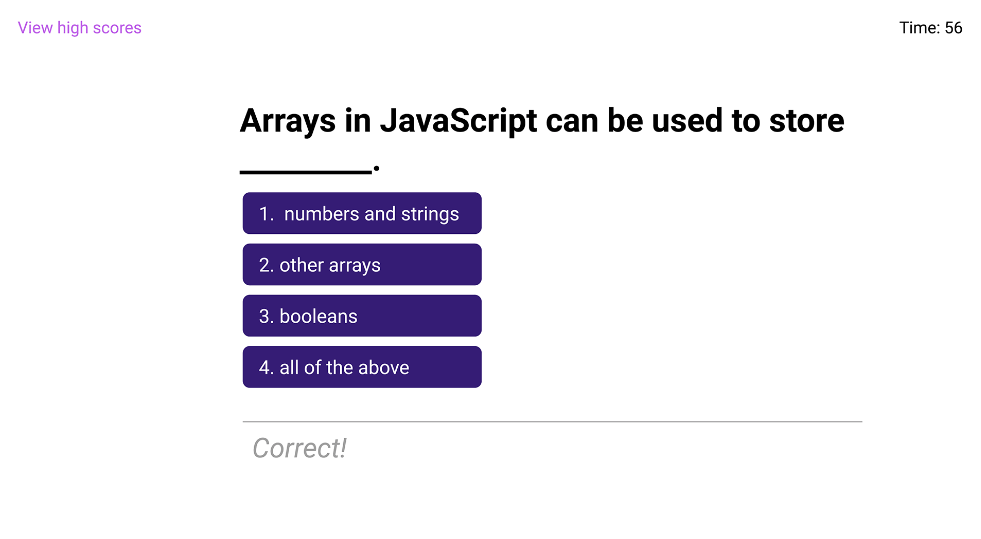 View high scores
Time: 56
Arrays in JavaScript can be used to store
________.
1. numbers and strings
2. other arrays
3. booleans
4. all of the above
Correct!